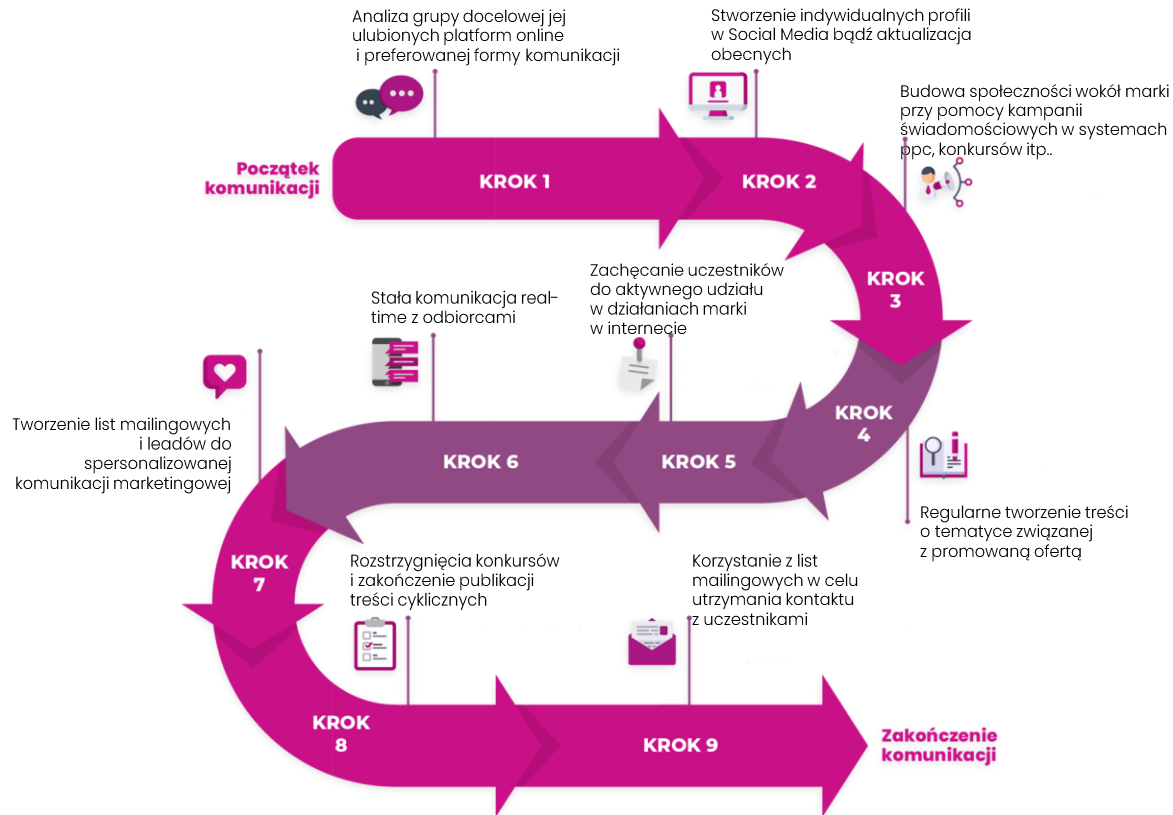 Analiza grupy docelowej jej
ulubionych platform online
i preferowanej formy komunikacji
Stworzenie indywidualnych profili
w Social Media bądź aktualizacja
obecnych
Budowa społeczności wokół marki
przy pomocy kampanii
świadomościowych w systemach
ppc, konkursów itp..
Początek
komunikacji
KROK 1
KROK 2
KROK
3
Zachęcanie uczestników
do aktywnego udziału
w działaniach marki
w internecie
Stała komunikacja real-
time z odbiorcami
KROK
4
Regularne tworzenie treści
o tematyce związanej
z promowaną ofertą
KROK 5
KROK 6
Tworzenie list mailingowych
i leadów do
spersonalizowanej
komunikacji marketingowej
KROK
7
Rozstrzygnięcia konkursów
i zakończenie publikacji
treści cyklicznych
Korzystanie z list
mailingowych w celu
utrzymania kontaktu
z uczestnikami
KROK
8
KROK 9
Zakończenie
komunikacji